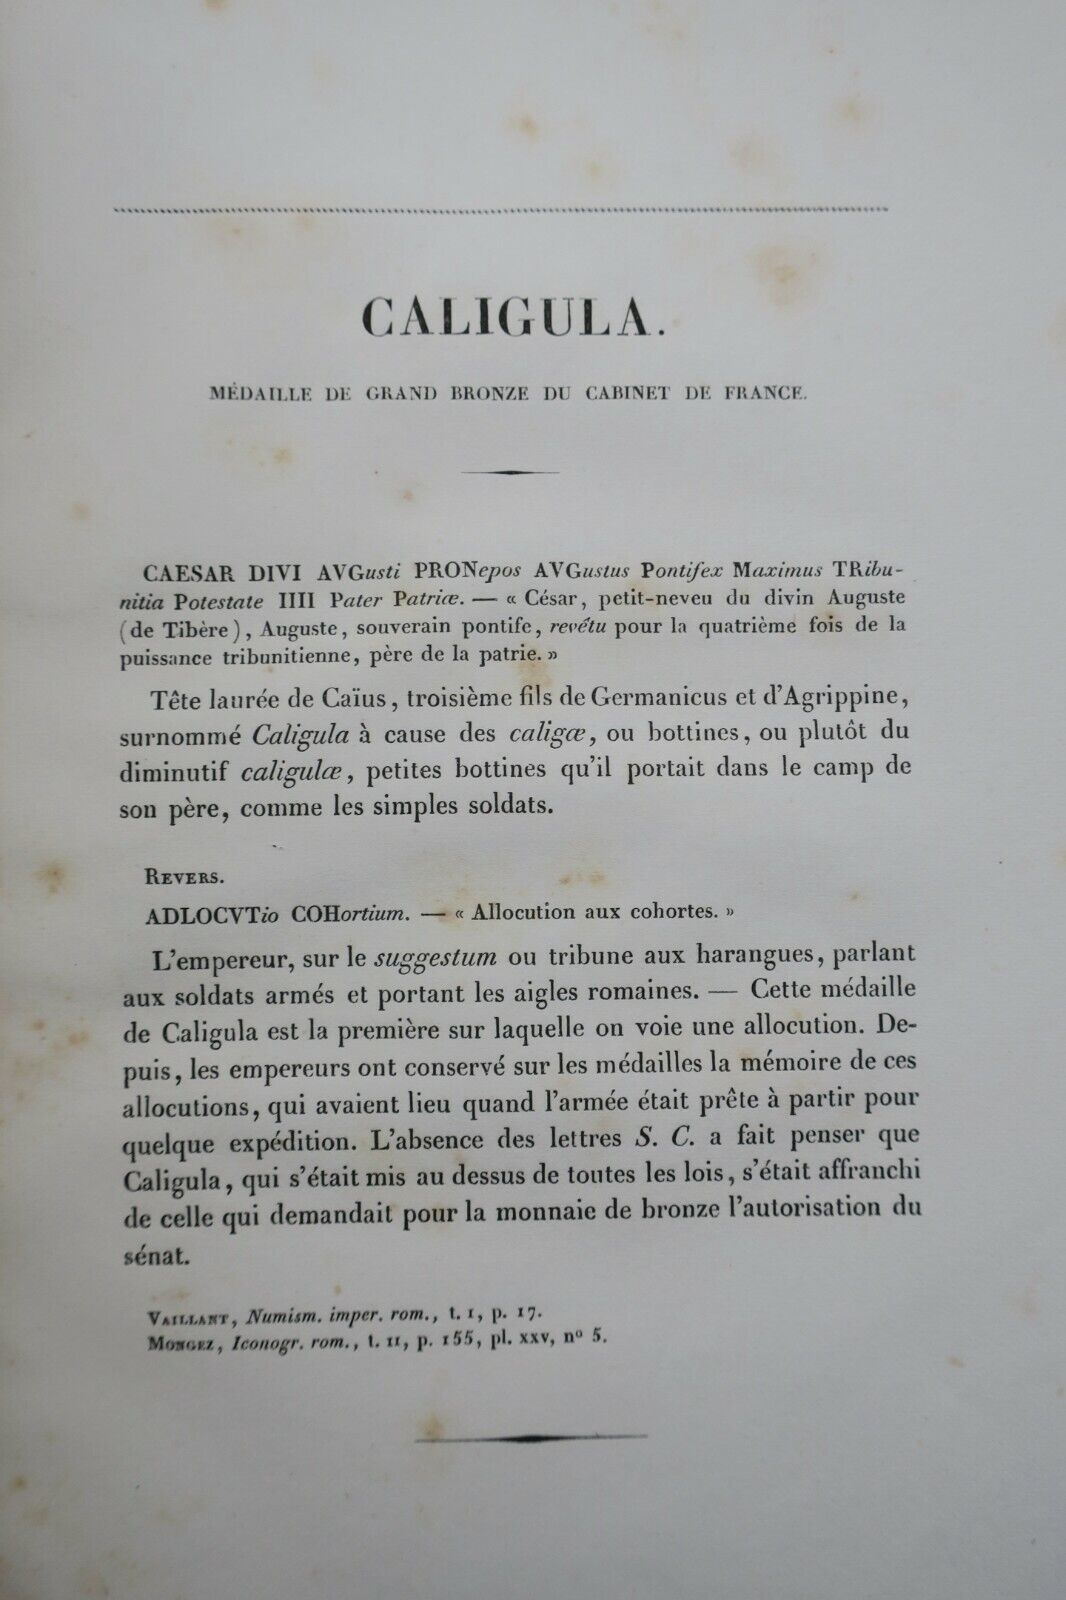 CALIGULA.
MÉDAILLE DE GRAND BRONZE DU CABINET DE FRANCE.
CAESAR DIVI AVGusti PRONepos AVGustus Pontifex Maximus TRibu-
nitia Potestate IIII Pater Patriæ. — « César, petit-neveu du divin Auguste
(de Tibère), Auguste, souverain pontife, revétu pour la quatrième fois de la
puissance tribunitienne, père de la patrie. »
Tête laurée de Caïus, troisième fils de Germanicus et d'Agrippine,
surnommé Caligula à cause des caligæ, ou bottines, ou plutôt du
diminutif caligulæ, petites bottines qu'il portait dans le camp de
son père, comme les simples soldats.
REVERS.
ADLOCVTio COHortium. — « Allocution aux cohortes. »
L'empereur, sur le suggestum ou tribune aux harangues, parlant
aux soldats armés et portant les aigles romaines. — Cette médaille
de Caligula est la première sur laquelle on voie une allocution. De-
puis, les empereurs ont conservé sur les médailles la mémoire de ces
allocutions, qui avaient lieu quand l'armée était prête à partir pour
quelque expédition. L'absence des lettres S. C. a fait penser que
Caligula, qui s'était mis au dessus de toutes les lois, s'était affranchi
de celle qui demandait pour la monnaie de bronze l'autorisation du
sénat.
VAILLANT, Numism. imper. rom., t. I, p. 17.
MONGEZ, Iconogr. rom., t. II, p. 155, pl. XXV, nº 5.